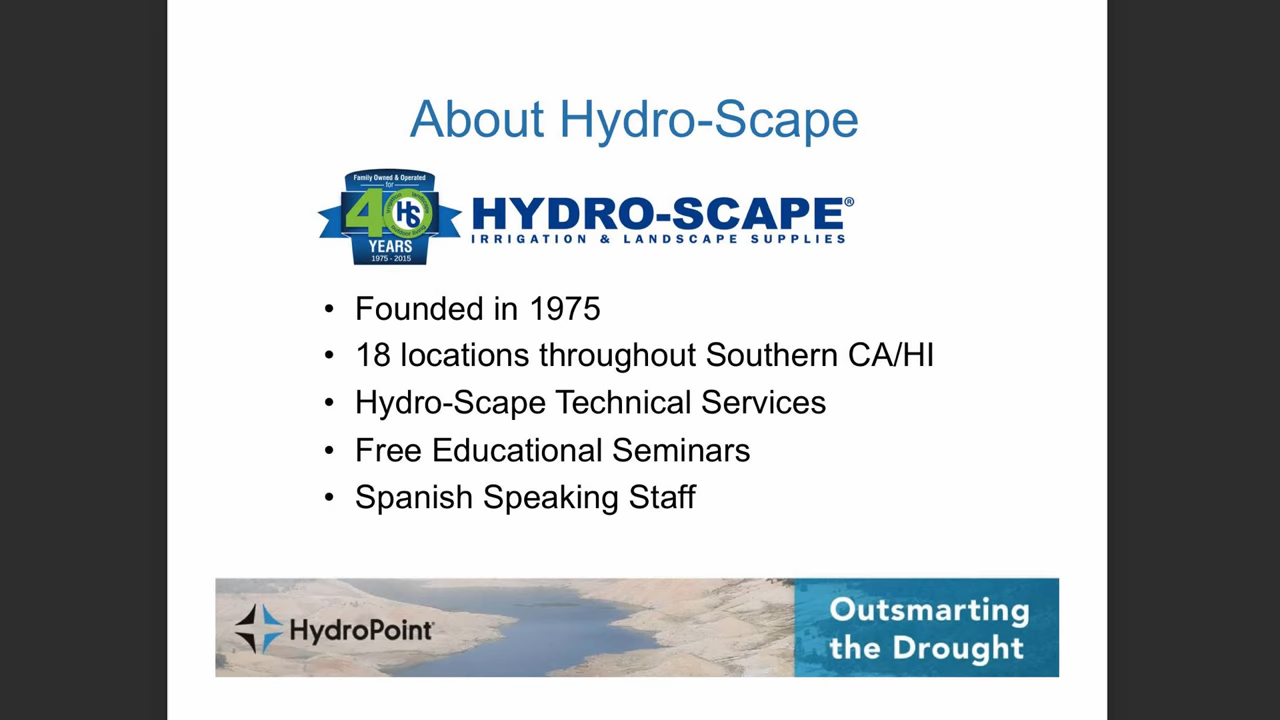 About Hydro-Scape
Family Owned & Operated
for
40
HS
YEARS
1975 - 2015
HYDRO-SCAPE®
IRRIGATION & LANDSCAPE SUPPLIES
• Founded in 1975
• 18 locations throughout Southern CA/HI
• Hydro-Scape Technical Services
• Free Educational Seminars
• Spanish Speaking Staff
HydroPoint®
Outsmarting
the Drought